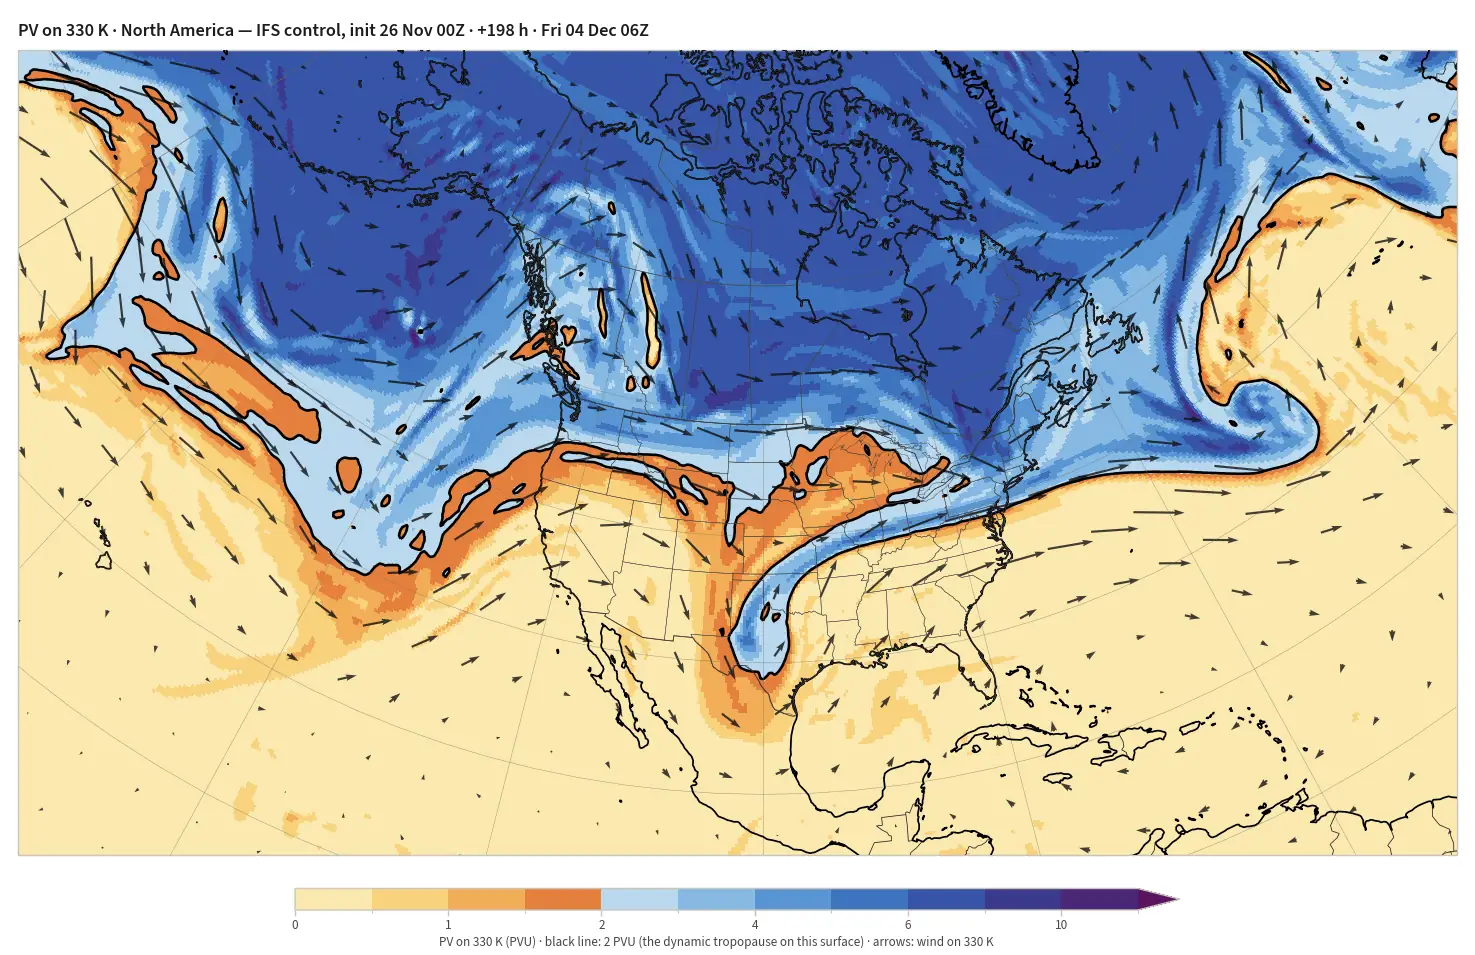 PV on 330 K · North America — IFS control, init 26 Nov 00Z · +198 h · Fri 04 Dec 06Z
0 1 2 4 6 10
PV on 330 K (PVU) · black line: 2 PVU (the dynamic tropopause on this surface) · arrows: wind on 330 K